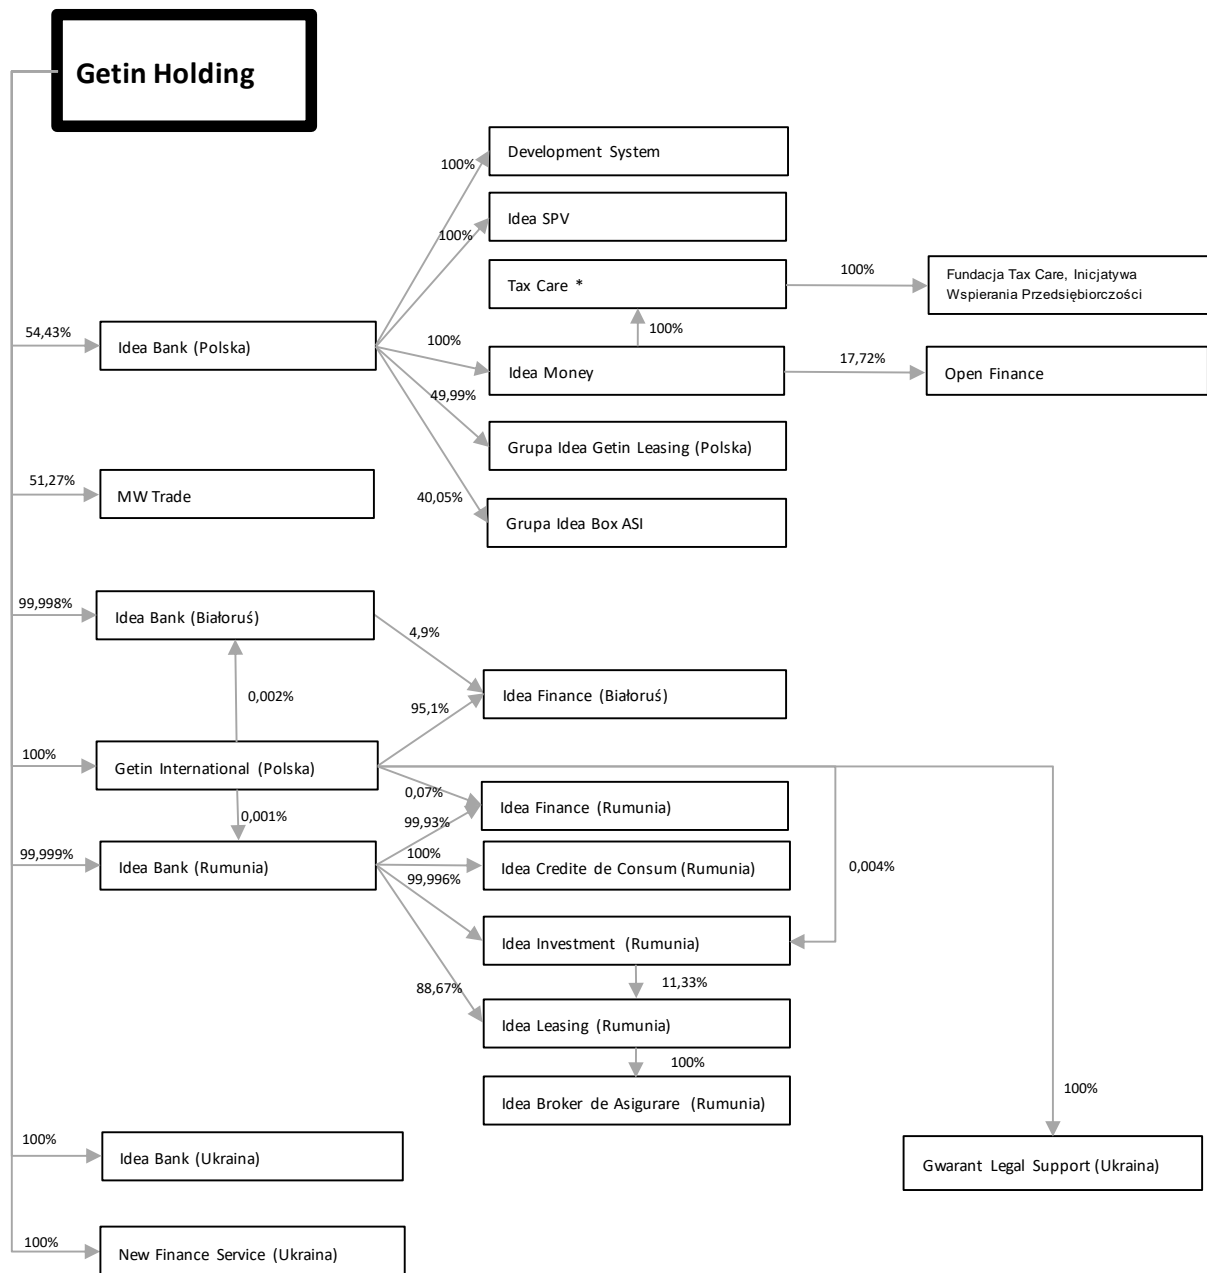 Getin Holding
Development System
100%
Idea SPV
100%
Tax Care *
100%
Fundacja Tax Care, Inicjatywa
Wspierania Przedsiębiorczości
54,43%
Idea Bank (Polska)
100%
100%
Idea Money
17,72%
Open Finance
49,99%
Grupa Idea Getin Leasing (Polska)
51,27%
MW Trade
40,05%
Grupa Idea Box ASI
99,998%
Idea Bank (Białoruś)
4,9%
0,002%
Idea Finance (Białoruś)
95,1%
100%
Getin International (Polska)
0,07%
Idea Finance (Rumunia)
0,001%
99,93%
99,999%
Idea Bank (Rumunia)
100%
Idea Credite de Consum (Rumunia)
0,004%
99,996%
Idea Investment (Rumunia)
11,33%
88,67%
Idea Leasing (Rumunia)
100%
Idea Broker de Asigurare (Rumunia)
100%
100%
Idea Bank (Ukraina)
Gwarant Legal Support (Ukraina)
100%
New Finance Service (Ukraina)